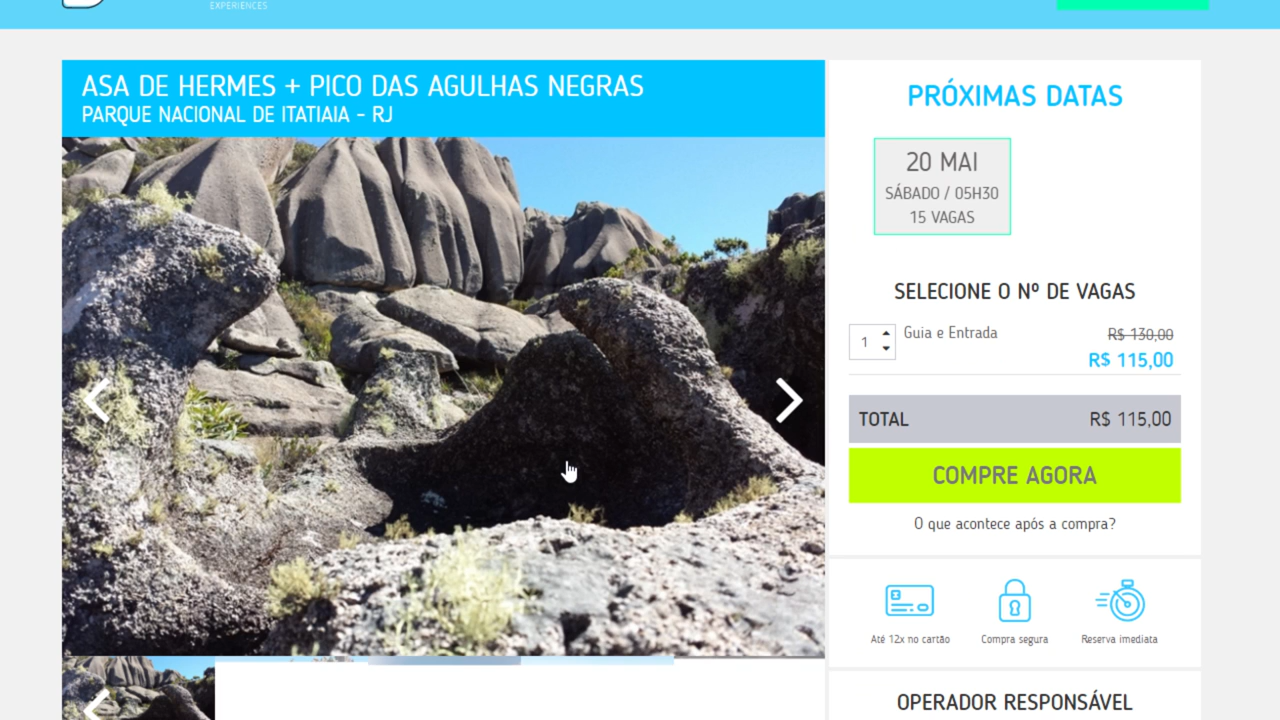 EXPERIENCES
ASA DE HERMES + PICO DAS AGULHAS NEGRAS
PARQUE NACIONAL DE ITATIAIA - RJ
PRÓXIMAS DATAS
20 MAI
SÁBADO / 05H30
15 VAGAS
SELECIONE O Nº DE VAGAS
1
Guia e Entrada
R$ 130,00
R$ 115,00
TOTAL R$ 115,00
COMPRE AGORA
O que acontece após a compra?
Até 12x no cartão
Compra segura
Reserva imediata
OPERADOR RESPONSÁVEL